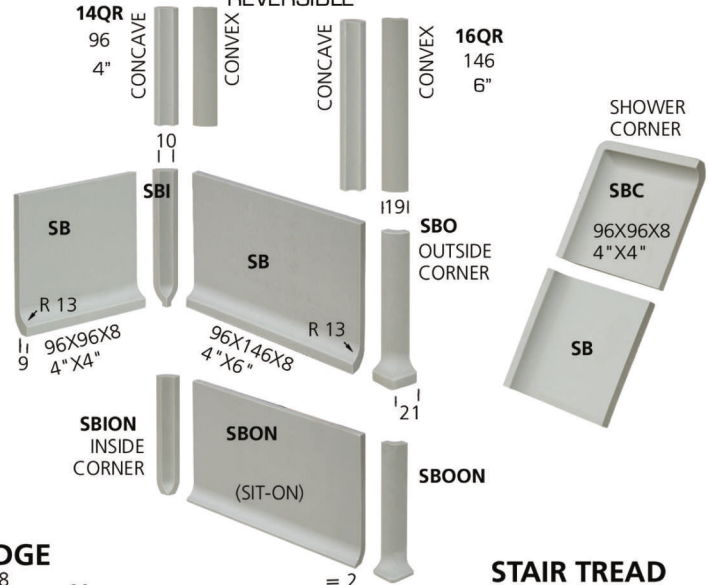 REVERSIBLE
14QR
96
4"
CONCAVE
CONVEX
CONCAVE
CONVEX
16QR
146
6"
SHOWER
CORNER
10
SBI
SB
SB
19
SBO
OUTSIDE
CORNER
SBC
96X96X8
4"X4"
R 13
9
96X96X8
4"X4"
96X146X8
4"X6"
R 13
SB
21
SBION
INSIDE
CORNER
SBON
(SIT-ON)
SBOON
DGE
8
= 2
STAIR TREAD